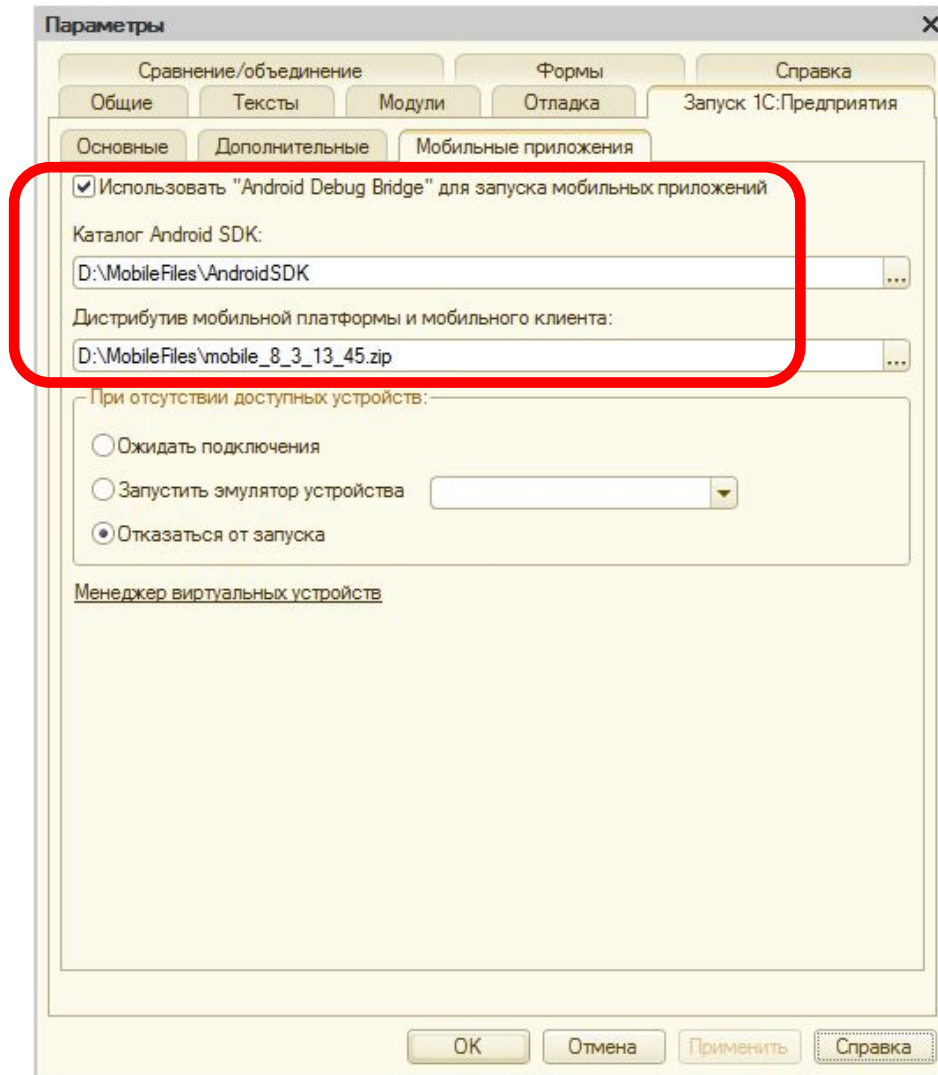 Параметры
Сравнение/объединение Формы Справка
Общие Тексты Модули Отладка Запуск 1С:Предприятия
Основные Дополнительные Мобильные приложения
Использовать "Android Debug Bridge" для запуска мобильных приложений
Каталог Android SDK:
D:\MobileFiles\AndroidSDK
...
Дистрибутив мобильной платформы и мобильного клиента:
D:\MobileFiles\mobile_8_3_13_45.zip
...
При отсутствии доступных устройств:
Ожидать подключения
Запустить эмулятор устройства
Отказаться от запуска
Менеджер виртуальных устройств
OK Отмена Применить Справка